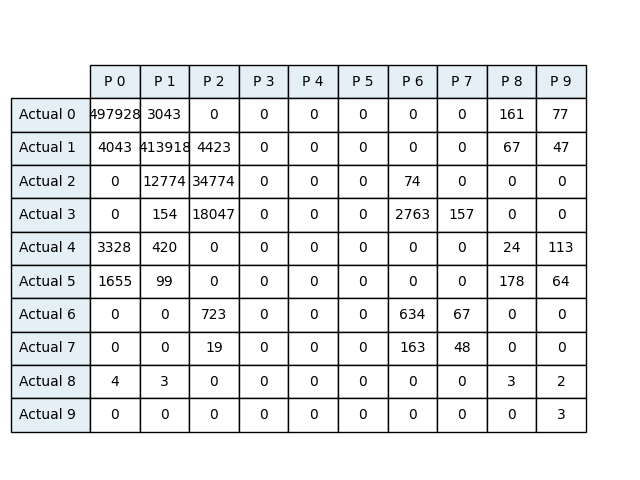 P 0 P 1 P 2 P 3 P 4 P 5 P 6 P 7 P 8 P 9
Actual 0 497928 3043 0 0 0 0 0 0 161 77
Actual 1 4043 413918 4423 0 0 0 0 0 67 47
Actual 2 0 12774 34774 0 0 0 74 0 0 0
Actual 3 0 154 18047 0 0 0 2763 157 0 0
Actual 4 3328 420 0 0 0 0 0 0 24 113
Actual 5 1655 99 0 0 0 0 0 0 178 64
Actual 6 0 0 723 0 0 0 634 67 0 0
Actual 7 0 0 19 0 0 0 163 48 0 0
Actual 8 4 3 0 0 0 0 0 0 3 2
Actual 9 0 0 0 0 0 0 0 0 0 3